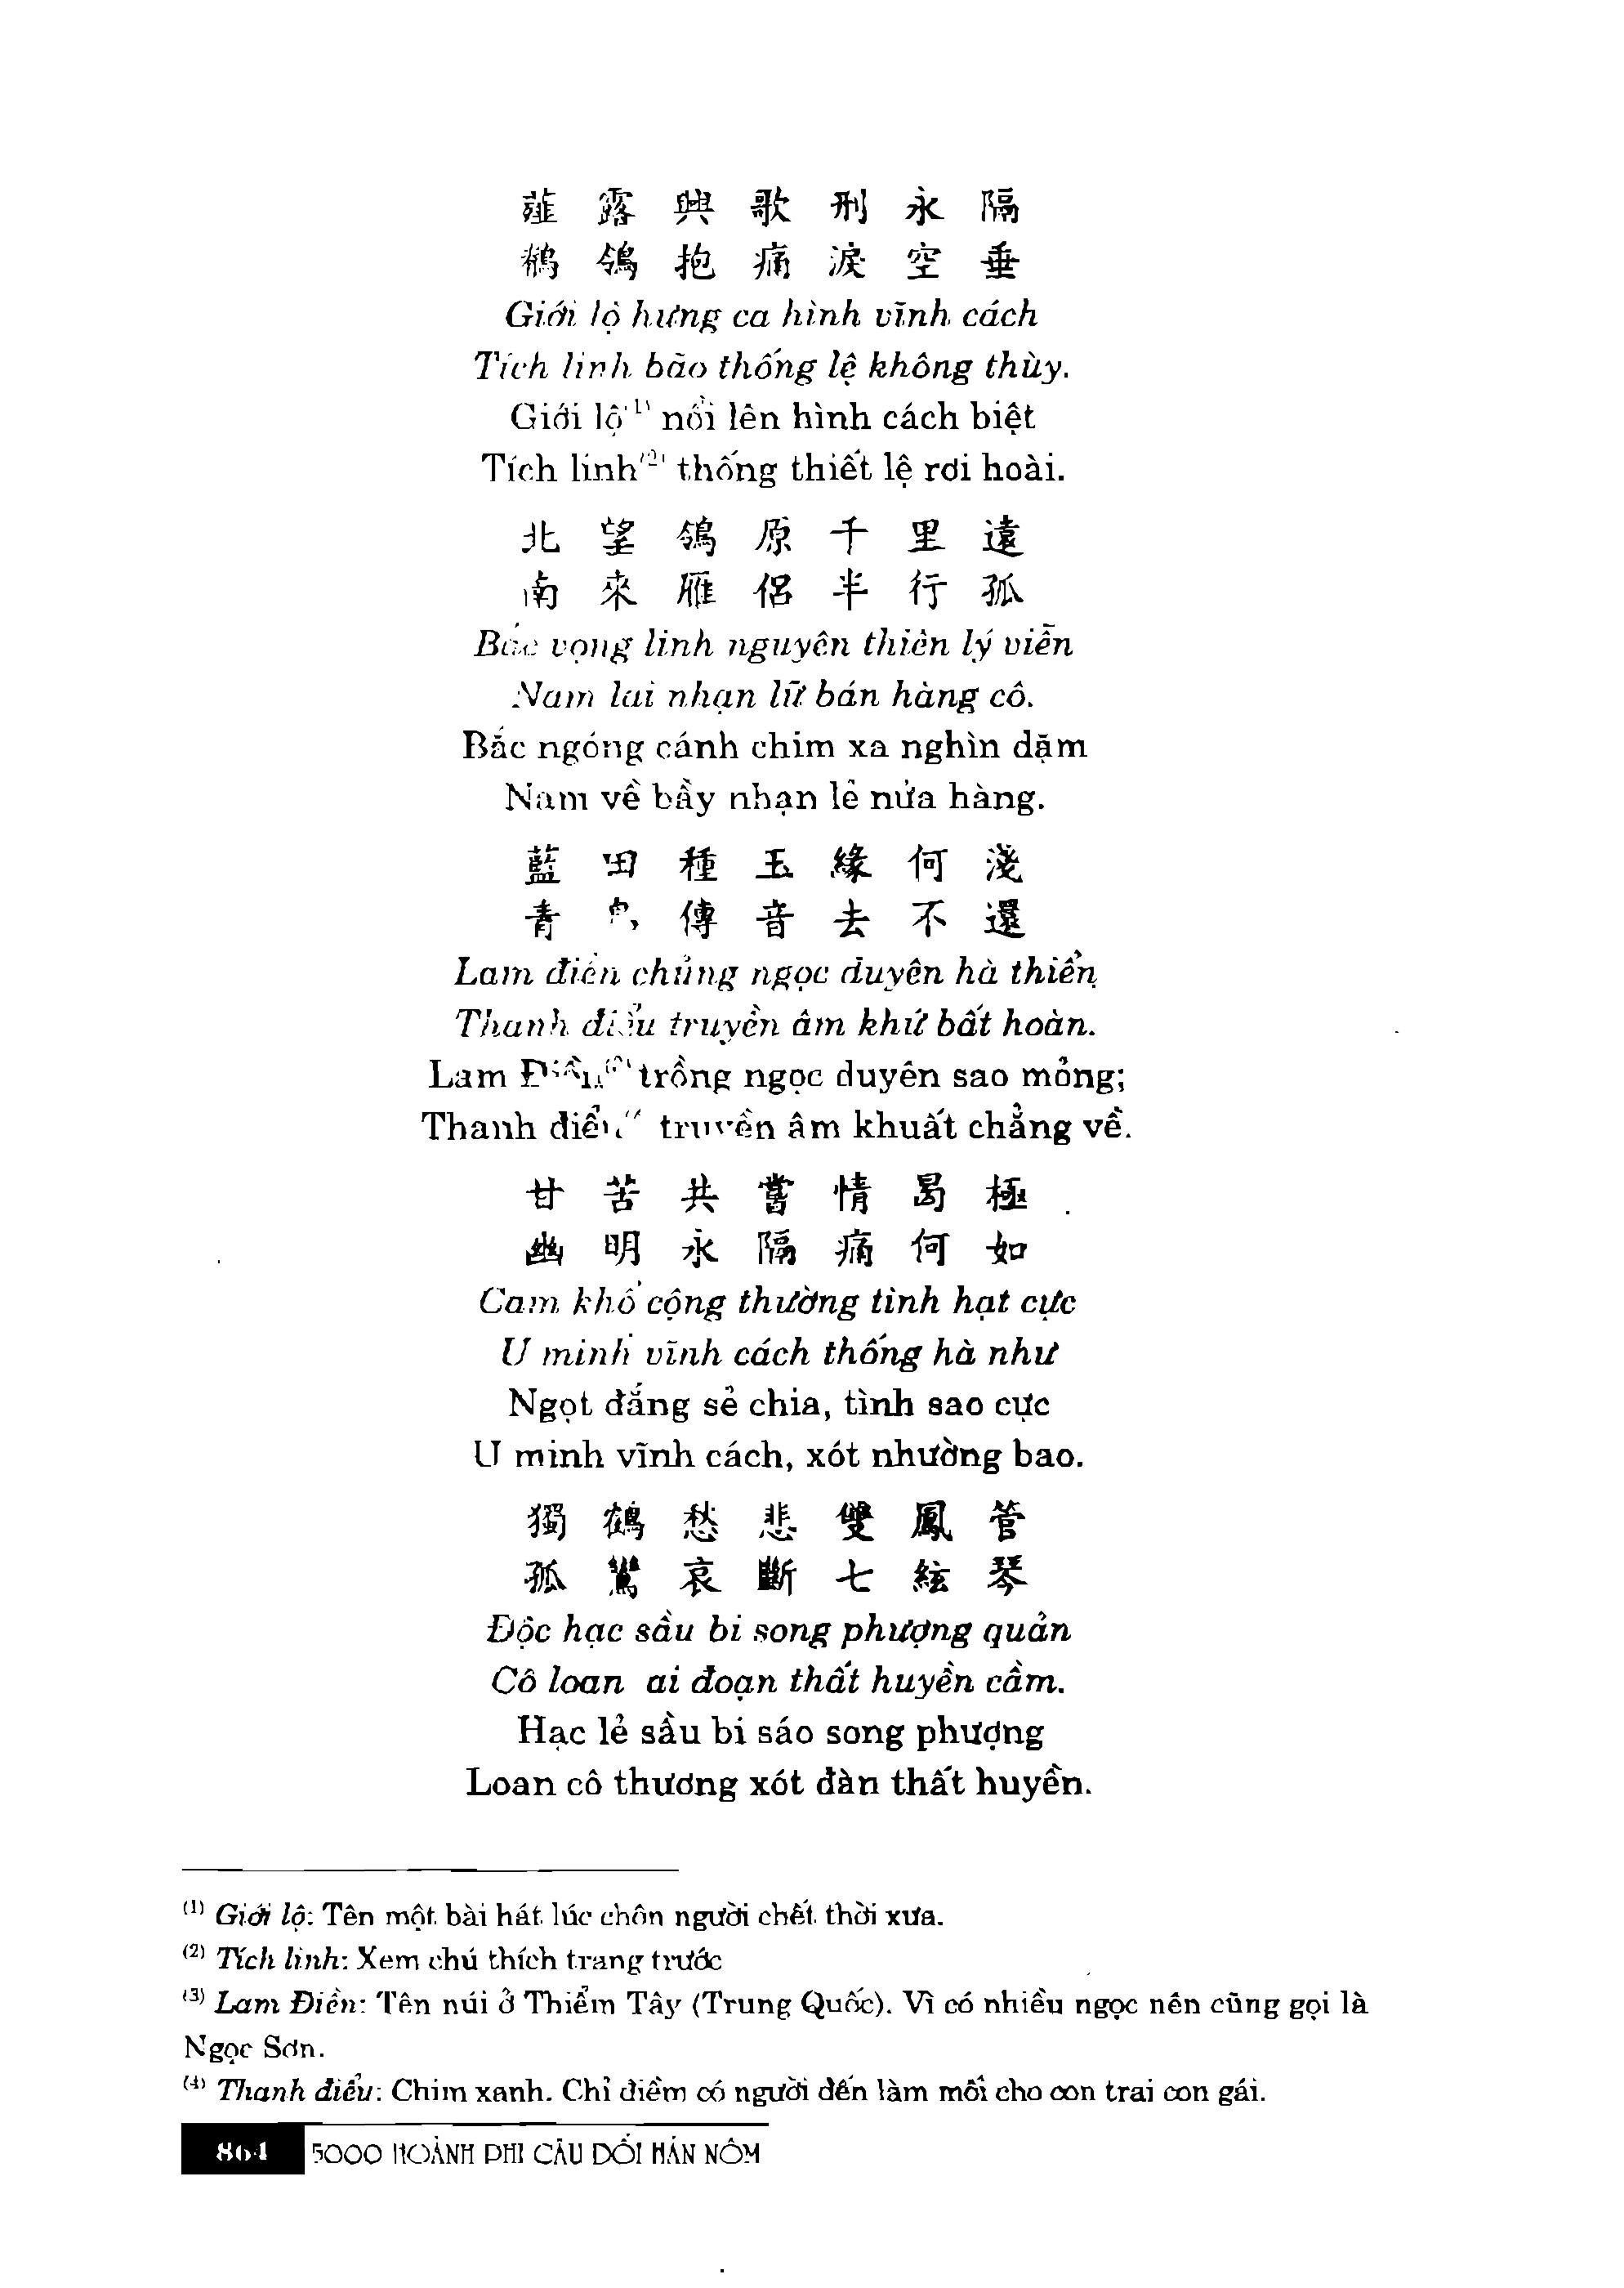 薤 露 興 歌 刑 永 隔
鶺 鴒 抱 痛 淚 空 垂
Giới lộ hưng ca hình vĩnh cách
Tích linh bão thống lệ không thùy.
Giới lộ(1) nổi lên hình cách biệt
Tích linh(2) thống thiết lệ rơi hoài.
北 望 鴒 原 千 里 遠
南 來 雁 侶 半 行 孤
Bắc vọng linh nguyên thiên lý viễn
Nam lai nhạn lữ bán hàng cô.
Bắc ngóng cánh chim xa nghìn dặm
Nam về bầy nhạn lẻ nửa hàng.
藍 田 種 玉 緣 何 淺
青 鳥 傳 音 去 不 還
Lam điền chủng ngọc duyên hà thiển
Thanh điểu truyền âm khứ bất hoàn.
Lam Điền(3) trồng ngọc duyên sao mỏng;
Thanh điểu(4) truyền âm khuất chẳng về.
甘 苦 共 嘗 情 曷 極
幽 明 永 隔 痛 何 如
Cam khổ cộng thường tình hạt cực
U minh vĩnh cách thống hà như
Ngọt đắng sẻ chia, tình sao cực
U minh vĩnh cách, xót nhường bao.
獨 鶴 愁 悲 雙 鳳 管
孤 鸞 哀 斷 七 絃 琴
Độc hạc sầu bi song phượng quản
Cô loan ai đoạn thất huyền cầm.
Hạc lẻ sầu bi sáo song phượng
Loan cô thương xót đàn thất huyền.
(1) Giới lộ: Tên một bài hát lúc chôn người chết thời xưa.
(2) Tích linh: Xem chú thích trang trước
(3) Lam Điền: Tên núi ở Thiểm Tây (Trung Quốc). Vì có nhiều ngọc nên cũng gọi là
Ngọc Sơn.
(4) Thanh điểu: Chim xanh. Chỉ điềm có người đến làm mối cho con trai con gái.
864 5000 HOÀNH PHI CÂU ĐỐI HÁN NÔM